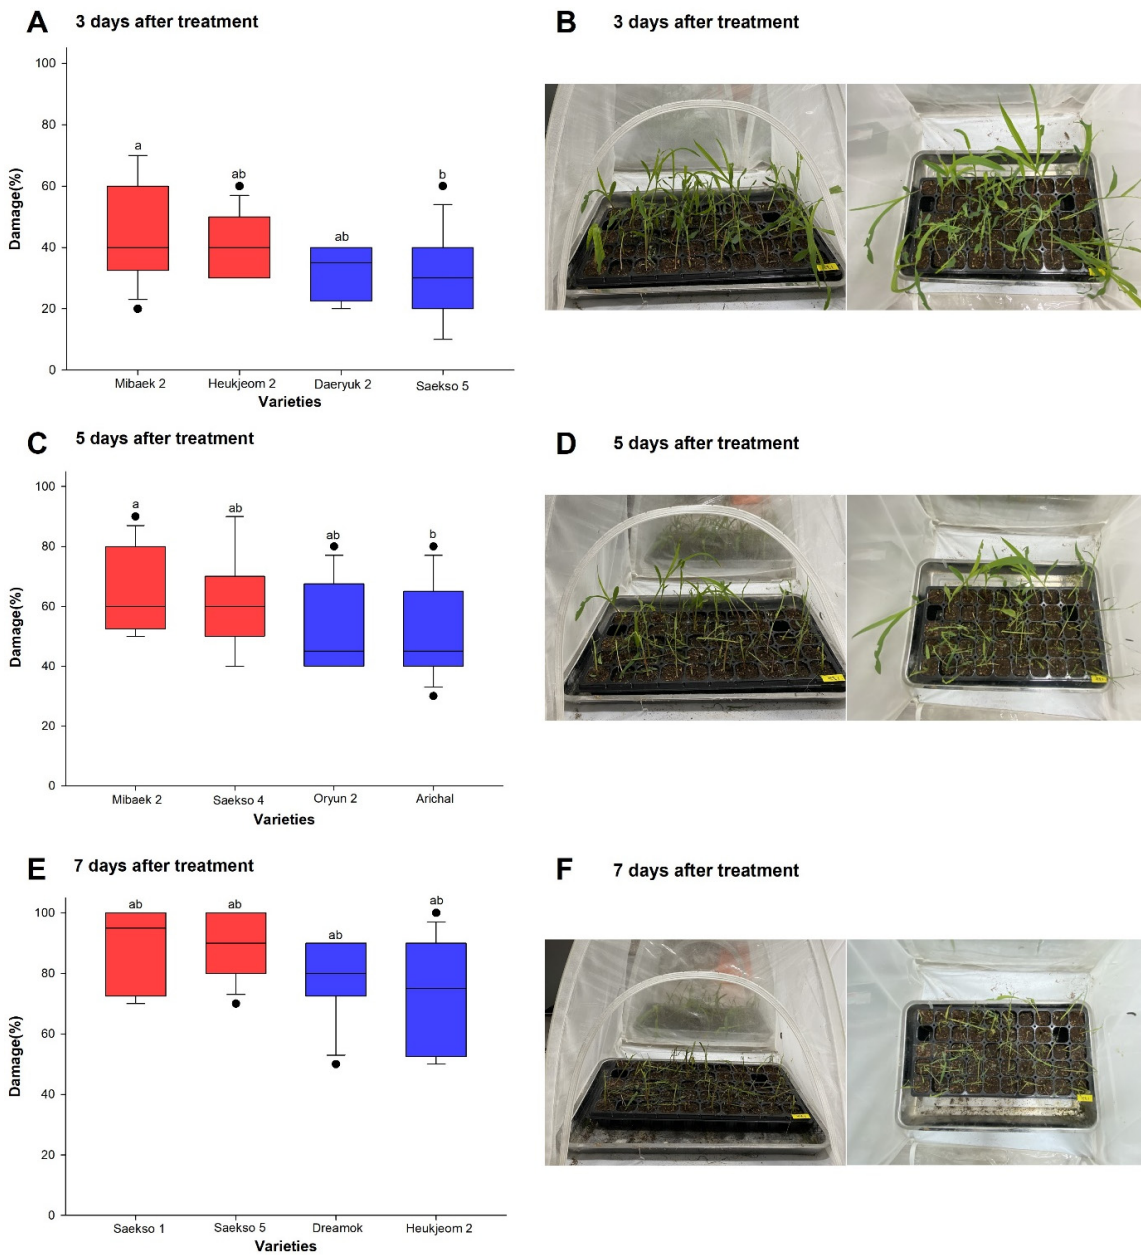 A 3 days after treatment
B 3 days after treatment
Damage(%)
100
80
60
40
20
0
a
ab
ab
b
Mibaek 2
Heukjeom 2
Daeryuk 2
Saekso 5
Varieties
C 5 days after treatment
D 5 days after treatment
Damage(%)
100
80
60
40
20
0
a
ab
ab
b
Mibaek 2
Saekso 4
Oryun 2
Arichal
Varieties
E 7 days after treatment
F 7 days after treatment
Damage(%)
100
80
60
40
20
0
ab
ab
ab
ab
Saekso 1
Saekso 5
Dreamok
Heukjeom 2
Varieties